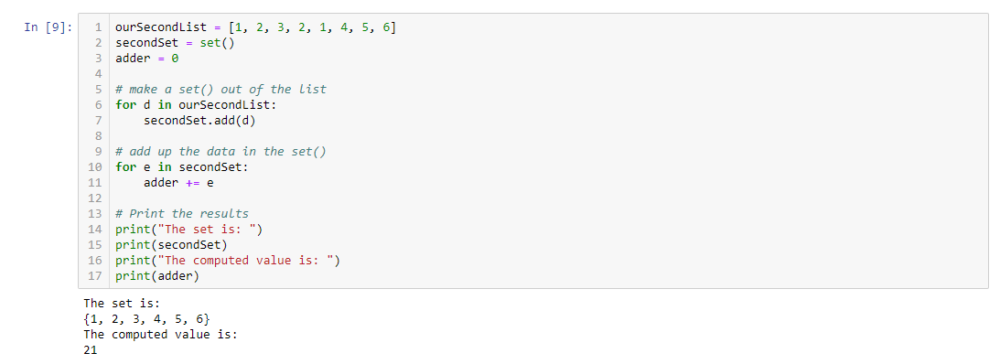 In [9]:
1 ourSecondList = [1, 2, 3, 2, 1, 4, 5, 6]
2 secondSet = set()
3 adder = 0
4
5 # make a set() out of the list
6 for d in ourSecondList:
7     secondSet.add(d)
8
9 # add up the data in the set()
10 for e in secondSet:
11     adder += e
12
13 # Print the results
14 print("The set is: ")
15 print(secondSet)
16 print("The computed value is: ")
17 print(adder)
The set is:
{1, 2, 3, 4, 5, 6}
The computed value is:
21